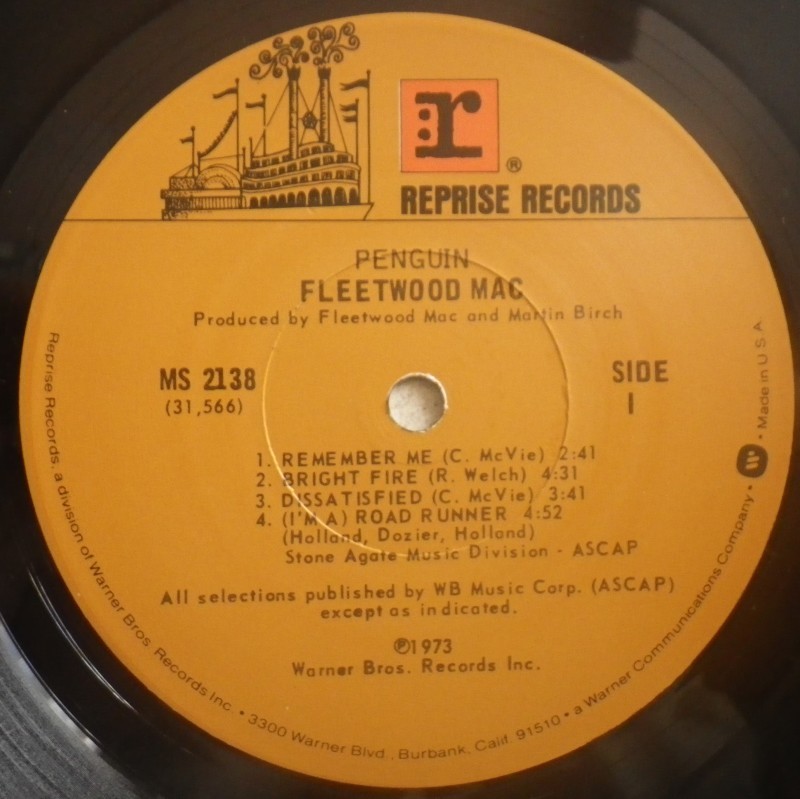 r
®
REPRISE RECORDS
PENGUIN
FLEETWOOD MAC
Produced by Fleetwood Mac and Martin Birch
MS 2138
(31,566)
SIDE
1
1. REMEMBER ME (C. McVie) 2:41
2. BRIGHT FIRE (R. Welch) 4:31
3. DISSATISFIED (C. McVie) 3:41
4. (I'M A) ROAD RUNNER 4:52
(Holland, Dozier, Holland)
Stone Agate Music Division - ASCAP
All selections published by WB Music Corp. (ASCAP)
except as indicated.
℗1973
Warner Bros. Records Inc.
Reprise Records, a division of Warner Bros. Records Inc. • 3300 Warner Blvd., Burbank, Calif. 91510 • a Warner Communications Company • W • Made in U.S.A.